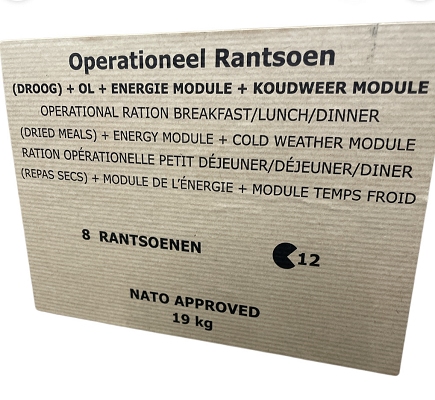 Operationeel Rantsoen
(DROOG) + OL + ENERGIE MODULE + KOUDWEER MODULE
OPERATIONAL RATION BREAKFAST/LUNCH/DINNER
(DRIED MEALS) + ENERGY MODULE + COLD WEATHER MODULE
RATION OPÉRATIONELLE PETIT DÉJEUNER/DÉJEUNER/DINER
(REPAS SECS) + MODULE DE L'ÉNERGIE + MODULE TEMPS FROID
8 RANTSOENEN
12
NATO APPROVED
19 kg